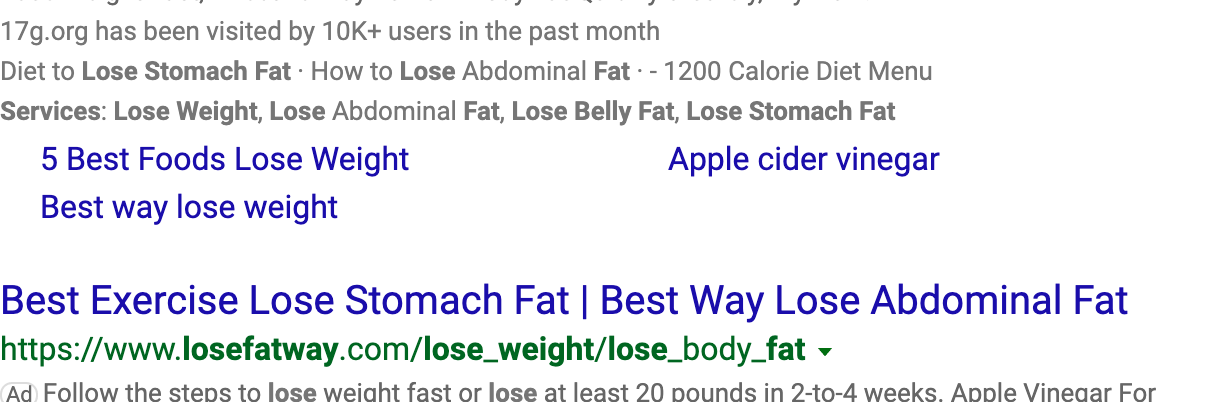 17g.org has been visited by 10K+ users in the past month
Diet to Lose Stomach Fat · How to Lose Abdominal Fat · - 1200 Calorie Diet Menu
Services: Lose Weight, Lose Abdominal Fat, Lose Belly Fat, Lose Stomach Fat
5 Best Foods Lose Weight Apple cider vinegar
Best way lose weight
Best Exercise Lose Stomach Fat | Best Way Lose Abdominal Fat
https://www.losefatway.com/lose_weight/lose_body_fat
Ad Follow the steps to lose weight fast or lose at least 20 pounds in 2-to-4 weeks. Apple Vinegar For